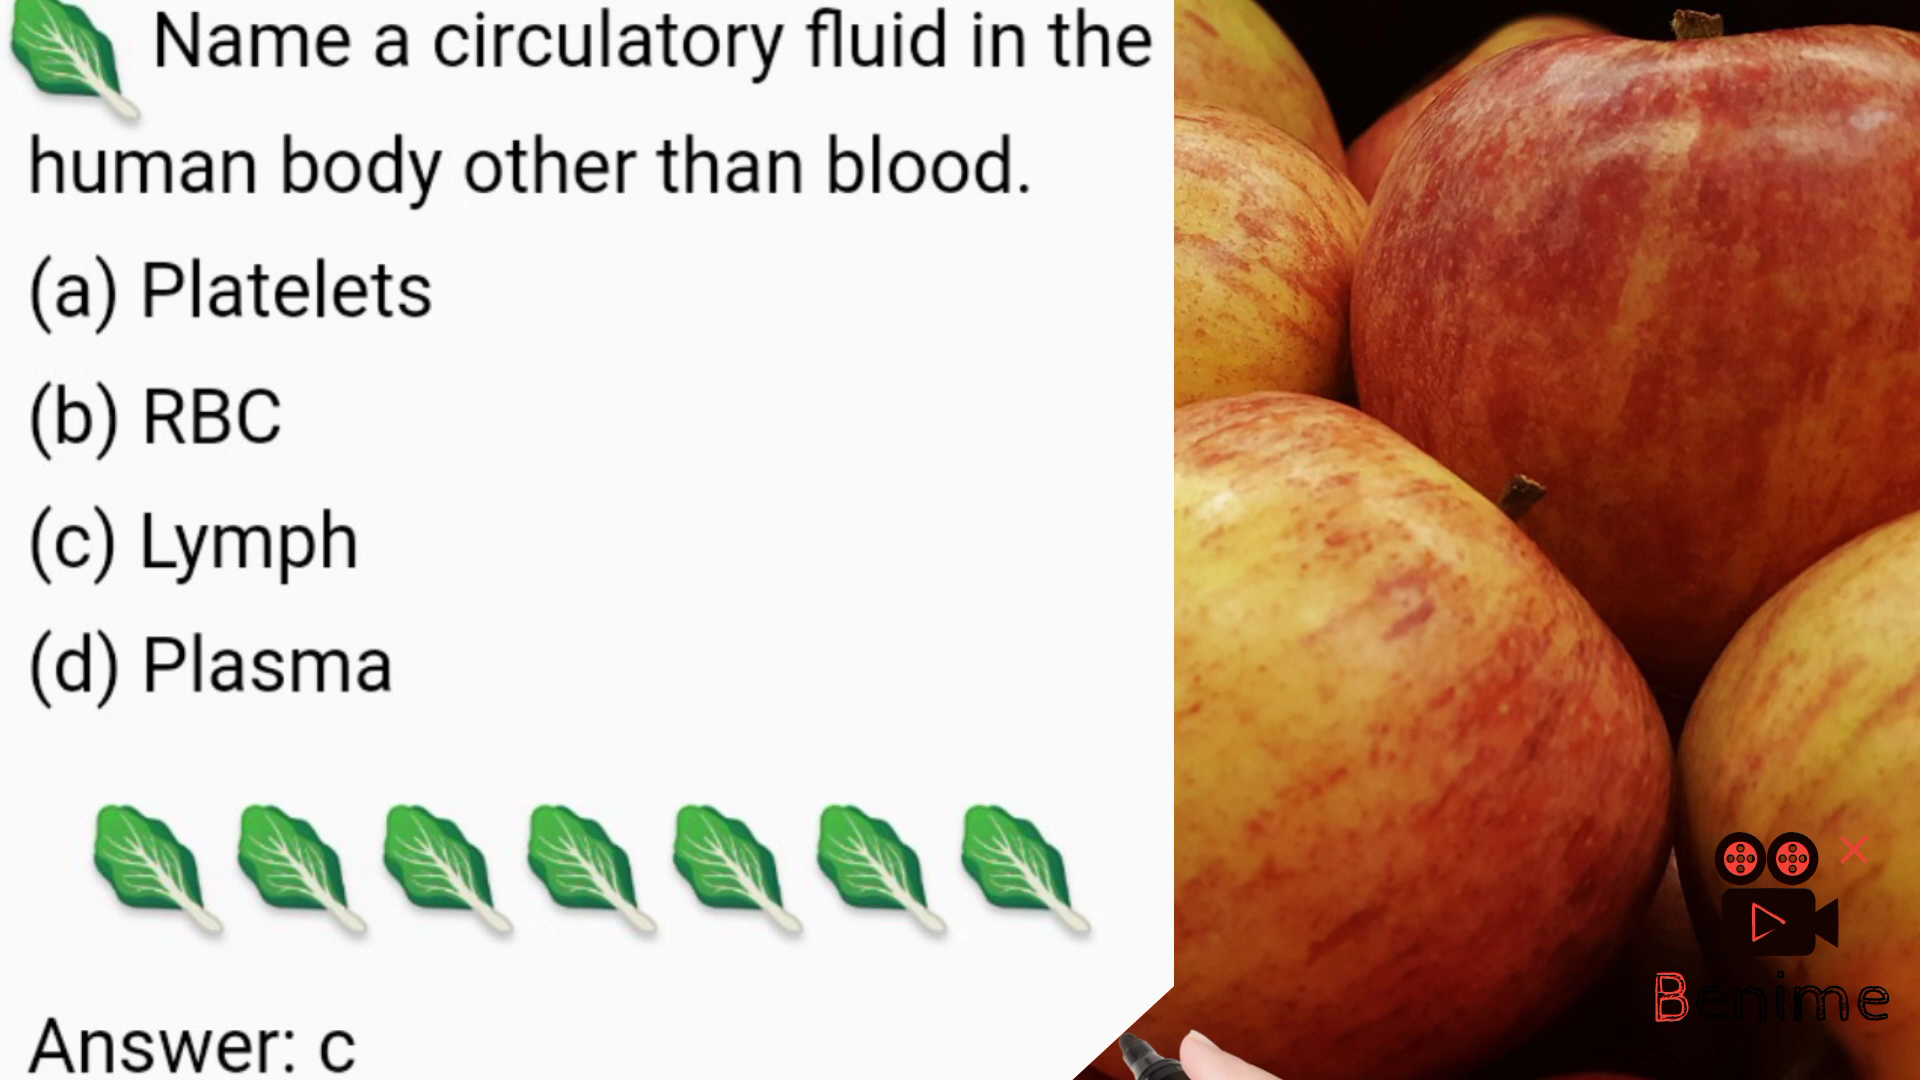 Name a circulatory fluid in the
human body other than blood.
(a) Platelets
(b) RBC
(c) Lymph
(d) Plasma
Answer: c
Benime